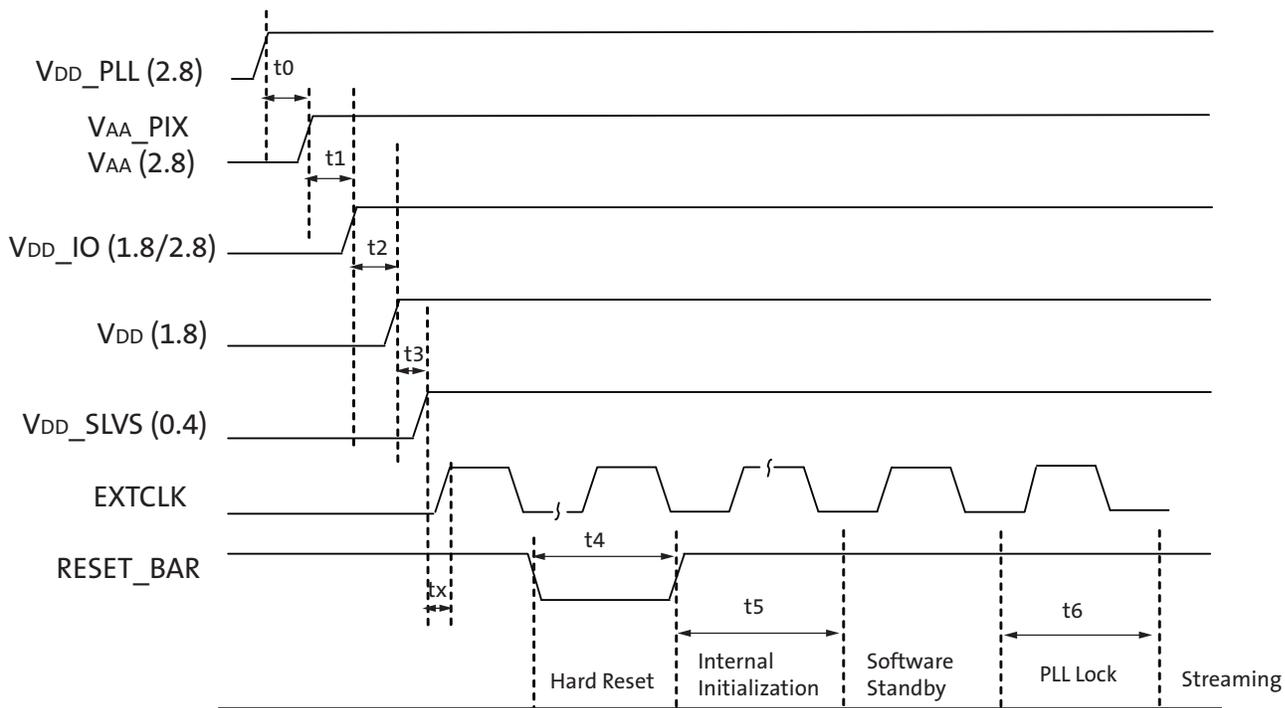 VDD_PLL (2.8)
t0
VAA_PIX
VAA (2.8)
t1
VDD_IO (1.8/2.8)
t2
VDD (1.8)
t3
VDD_SLVS (0.4)
EXTCLK
RESET_BAR
t4
tx
t5
t6
Hard Reset
Internal
Initialization
Software
Standby
PLL Lock
Streaming